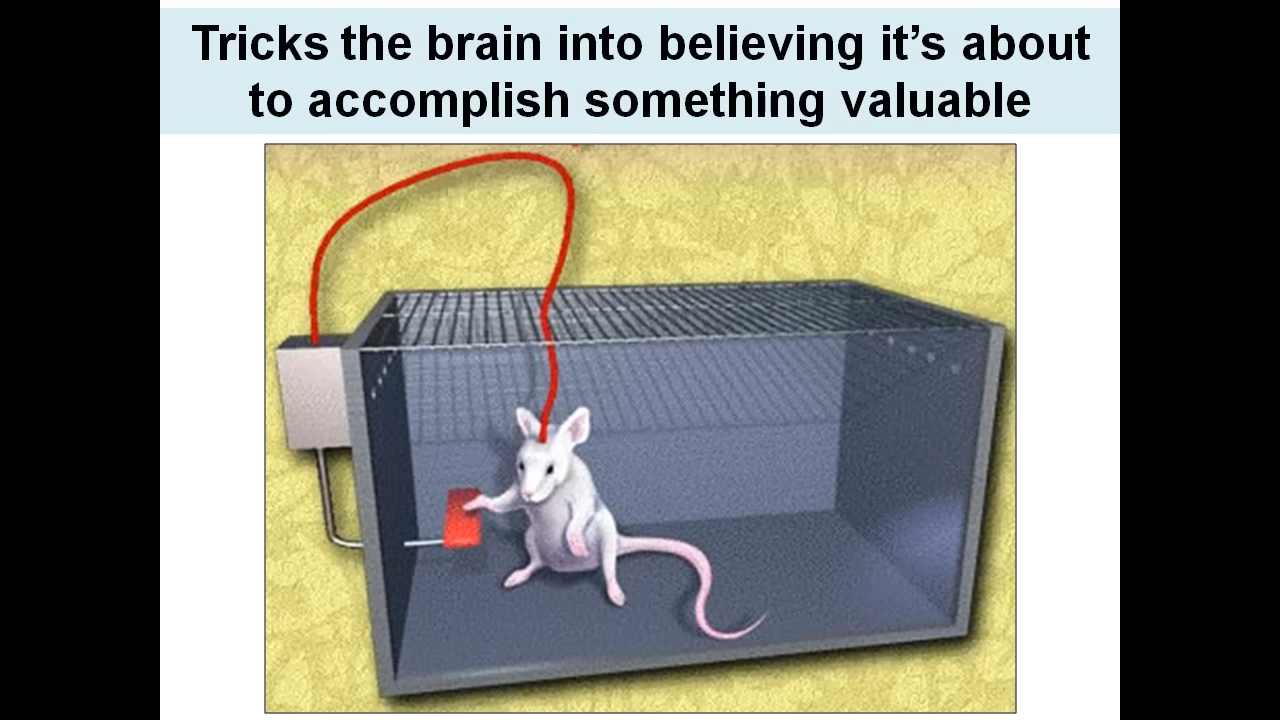 Tricks the brain into believing it’s about
to accomplish something valuable